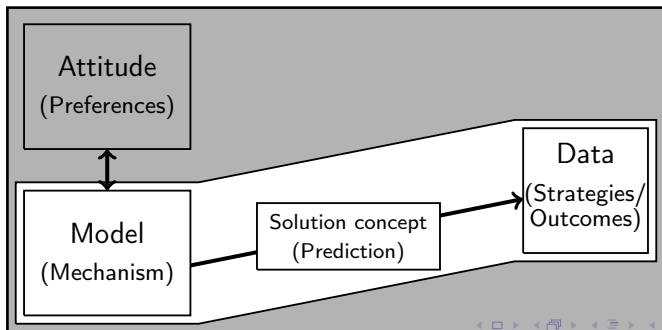 Attitude
(Preferences)
Model
(Mechanism)
Solution concept
(Prediction)
Data
(Strategies/
Outcomes)